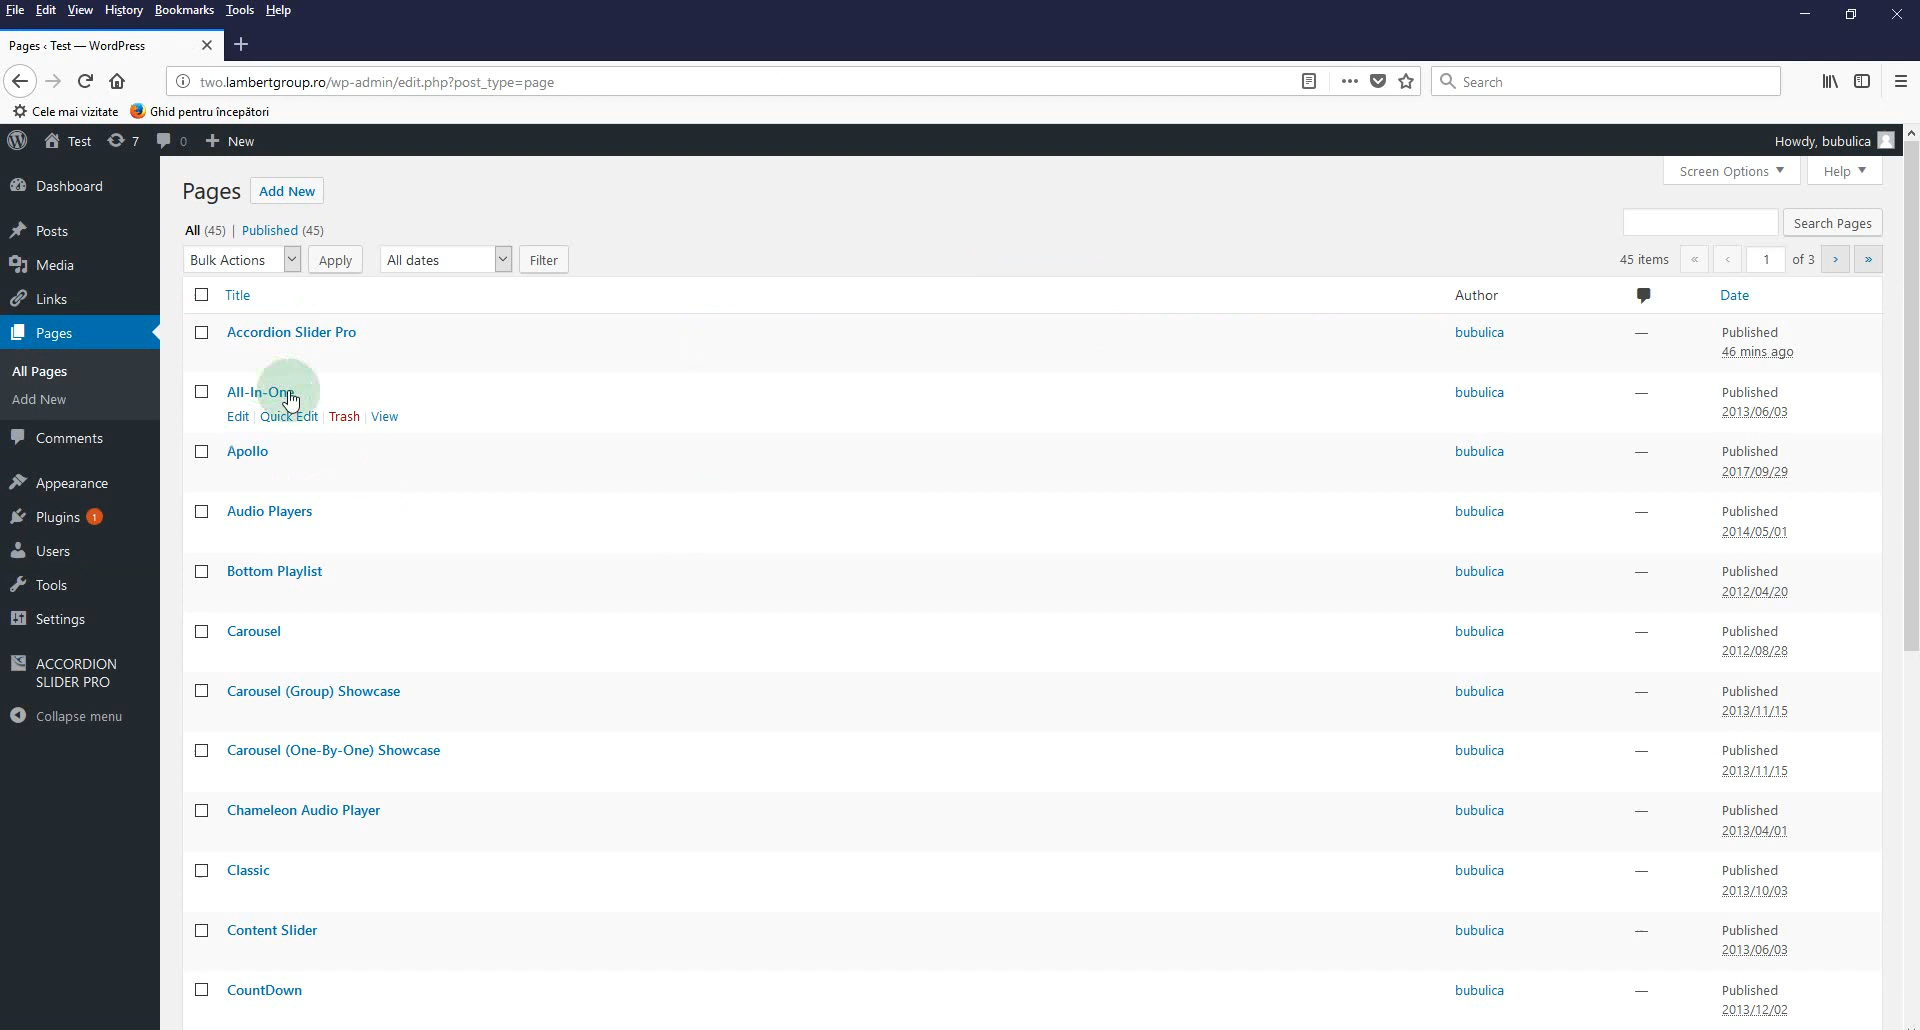 File Edit View History Bookmarks Tools Help
Pages ‹ Test — WordPress
two.lambertgroup.ro/wp-admin/edit.php?post_type=page
Search
Cele mai vizitate Ghid pentru începători
Test 7 0 New
Howdy, bubulica
Screen Options Help
Dashboard
Posts
Media
Links
Pages
All Pages
Add New
Comments
Appearance
Plugins 1
Users
Tools
Settings
ACCORDION
SLIDER PRO
Collapse menu
Pages Add New
All (45) | Published (45)
Search Pages
Bulk Actions Apply All dates Filter
45 items « ‹ 1 of 3 › »
Title Author Date
Accordion Slider Pro bubulica — Published
46 mins ago
All-In-One bubulica — Published
Edit | Quick Edit | Trash | View 2013/06/03
Apollo bubulica — Published
2017/09/29
Audio Players bubulica — Published
2014/05/01
Bottom Playlist bubulica — Published
2012/04/20
Carousel bubulica — Published
2012/08/28
Carousel (Group) Showcase bubulica — Published
2013/11/15
Carousel (One-By-One) Showcase bubulica — Published
2013/11/15
Chameleon Audio Player bubulica — Published
2013/04/01
Classic bubulica — Published
2013/10/03
Content Slider bubulica — Published
2013/06/03
CountDown bubulica — Published
2013/12/02